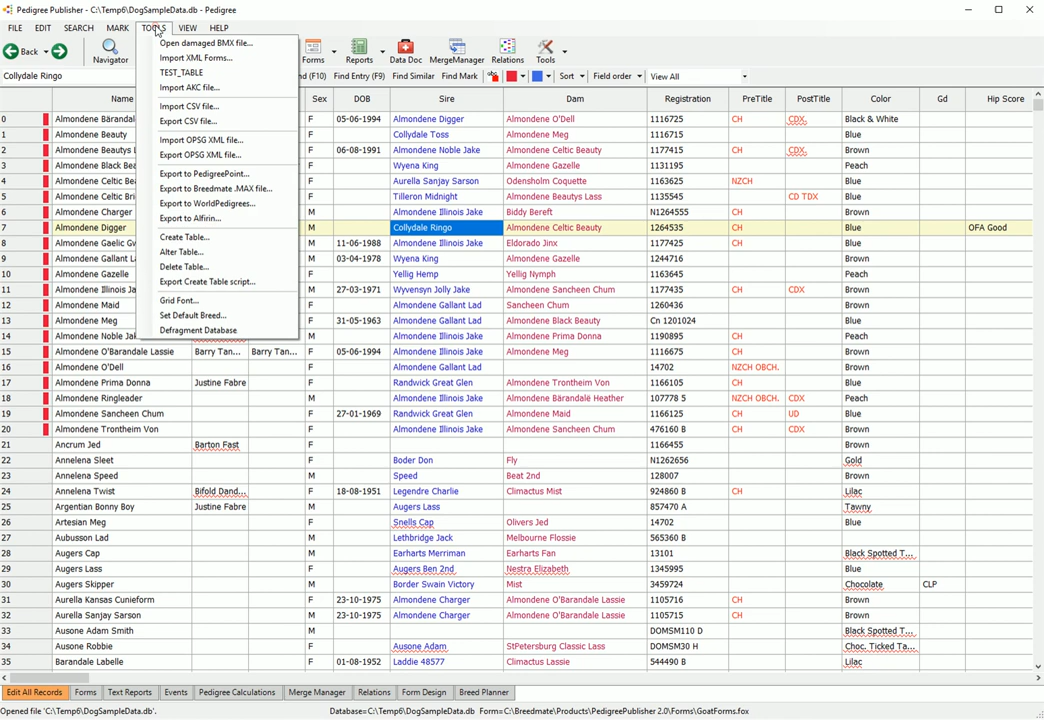 Pedigree Publisher - C:\Temp6\DogSampleData.db - Pedigree
FILE EDIT SEARCH MARK TOOLS VIEW HELP
Back Navigator Forms Reports Data Doc MergeManager Relations Tools
Collydale Ringo (F10) Find Entry (F9) Find Similar Find Mark abc Sort Field order View All
Open damaged BMX file...
Import XML Forms...
TEST_TABLE
Import AKC file...
Import CSV file...
Export CSV file...
Import OPSG XML file...
Export OPSG XML file...
Export to PedigreePoint...
Export to Breedmate .MAX file...
Export to WorldPedigrees...
Export to Alfirin...
Create Table...
Alter Table...
Delete Table...
Export Create Table script...
Grid Font...
Set Default Breed...
Defragment Database
Name Sex DOB Sire Dam Registration PreTitle PostTitle Color Gd Hip Score
0 Almondene Bärandal 05-06-1994 Almondene Digger Almondene O'Dell 1116725 CH CDX. Black & White
1 Almondene Beauty Collydale Toss Almondene Meg 1116715 Blue
2 Almondene Beautys L 06-08-1991 Almondene Noble Jake Almondene Celtic Beauty 1177415 CH CDX. Blue
3 Almondene Black Bea Wyena King Almondene Gazelle 1131195 Peach
4 Almondene Celtic Bea Aurella Sanjay Sarson Odensholm Coquette 1163625 NZCH Blue
5 Almondene Celtic Bri Tilleron Midnight Almondene Beautys Lass 1135545 CD TDX Blue
6 Almondene Charger M Almondene Illinois Jake Biddy Bereft N1264555 CH Blue
7 Almondene Digger M Collydale Ringo Almondene Celtic Beauty 1264535 CH Blue OFA Good
8 Almondene Gaelic Gw M 11-06-1988 Almondene Illinois Jake Eldorado Jinx 1177425 CH Blue
9 Almondene Gallant L M 03-04-1978 Wyena King Almondene Gazelle 1244716 Brown
10 Almondene Gazelle F Yellig Hemp Yellig Nymph 1163645 Peach
11 Almondene Illinois Ja M 27-03-1971 Wyvensyn Jolly Jake Almondene Sancheen Chum 1116635 CH CDX Blue
12 Almondene Maid F Almondene Gallant Lad Sancheen Chum 1260436 Brown
13 Almondene Meg F 31-05-1963 Almondene Gallant Lad Almondene Sancheen Chum Cn 1201024 Blue
14 Almondene Noble Jak M Almondene Illinois Jake Almondene Prima Donna 1190895 CH Peach
15 Almondene O'Barandale Lassie Barry Tan... Barry Tan... F 05-06-1994 Almondene Illinois Jake Almondene Meg 1116675 CH Brown
16 Almondene O'Dell F Almondene Gallant Lad 14702 NZCH OBCH. Blue
17 Almondene Prima Donna Justine Fabre F Randwick Great Glen Almondene Trontheim Von 1166105 CH Blue
18 Almondene Ringleader F Almondene Illinois Jake Almondene Bärandale Heather 107778 5 NZCH OBCH. CDX Peach
19 Almondene Sancheen Chum F 27-01-1969 Randwick Great Glen Almondene Maid 1166125 CH UD Blue
20 Almondene Trontheim Von F Almondene Illinois Jake Almondene Sancheen Chum 476160 B CH CDX Brown
21 Ancrum Jed Barton Fast F 1166455 Brown
22 Annelena Sleet F Boder Don Fly N1262656 Gold
23 Annelena Speed M Speed Beat 2nd 128007 Brown
24 Annelena Twist Bifold Dand... F 18-08-1951 Legendre Charlie Climactus Mist 924860 B CH Lilac
25 Argentian Bonny Boy Justine Fabre M Augers Lass 857470 A Tawny
26 Artesian Meg F Snells Cap Olivers Jed 14702 Blue
27 Aubusson Lad M Lethbridge Jack Melbourne Flossie 565360 B Brown
28 Augers Cap M Earharts Merriman Earharts Fan 13101 Black Spotted T...
29 Augers Lass F Augers Ben 2nd Nestra Elizabeth 1345995 Blue
30 Augers Skipper M Border Swain Victory Mist 3459724 Chocolate CLP
31 Aurella Kansas Cunieform F 23-10-1975 Almondene Charger Almondene O'Barandale Lassie 1105716 CH Brown
32 Aurella Sanjay Sarson M 23-10-1975 Almondene Charger Almondene O'Barandale Lassie 1105715 CH Brown
33 Ausone Adam Smith M DOMSM110 D Black Spotted T...
34 Ausone Robbie F Ausone Adam StPetersburg Classic Lass DOMSM30 H Choc. Ticked Ta...
35 Barandale Labelle F 01-08-1952 Laddie 48577 Climactus Lass 544490 B Lilac
Edit All Records Forms Text Reports Events Pedigree Calculations Merge Manager Relations Form Design Breed Planner
Opened file 'C:\Temp6\DogSampleData.db'. Database=C:\Temp6\DogSampleData.db Form=C:\Breedmate\Products\PedigreePublisher 2.0\Forms\GoatForms.fox